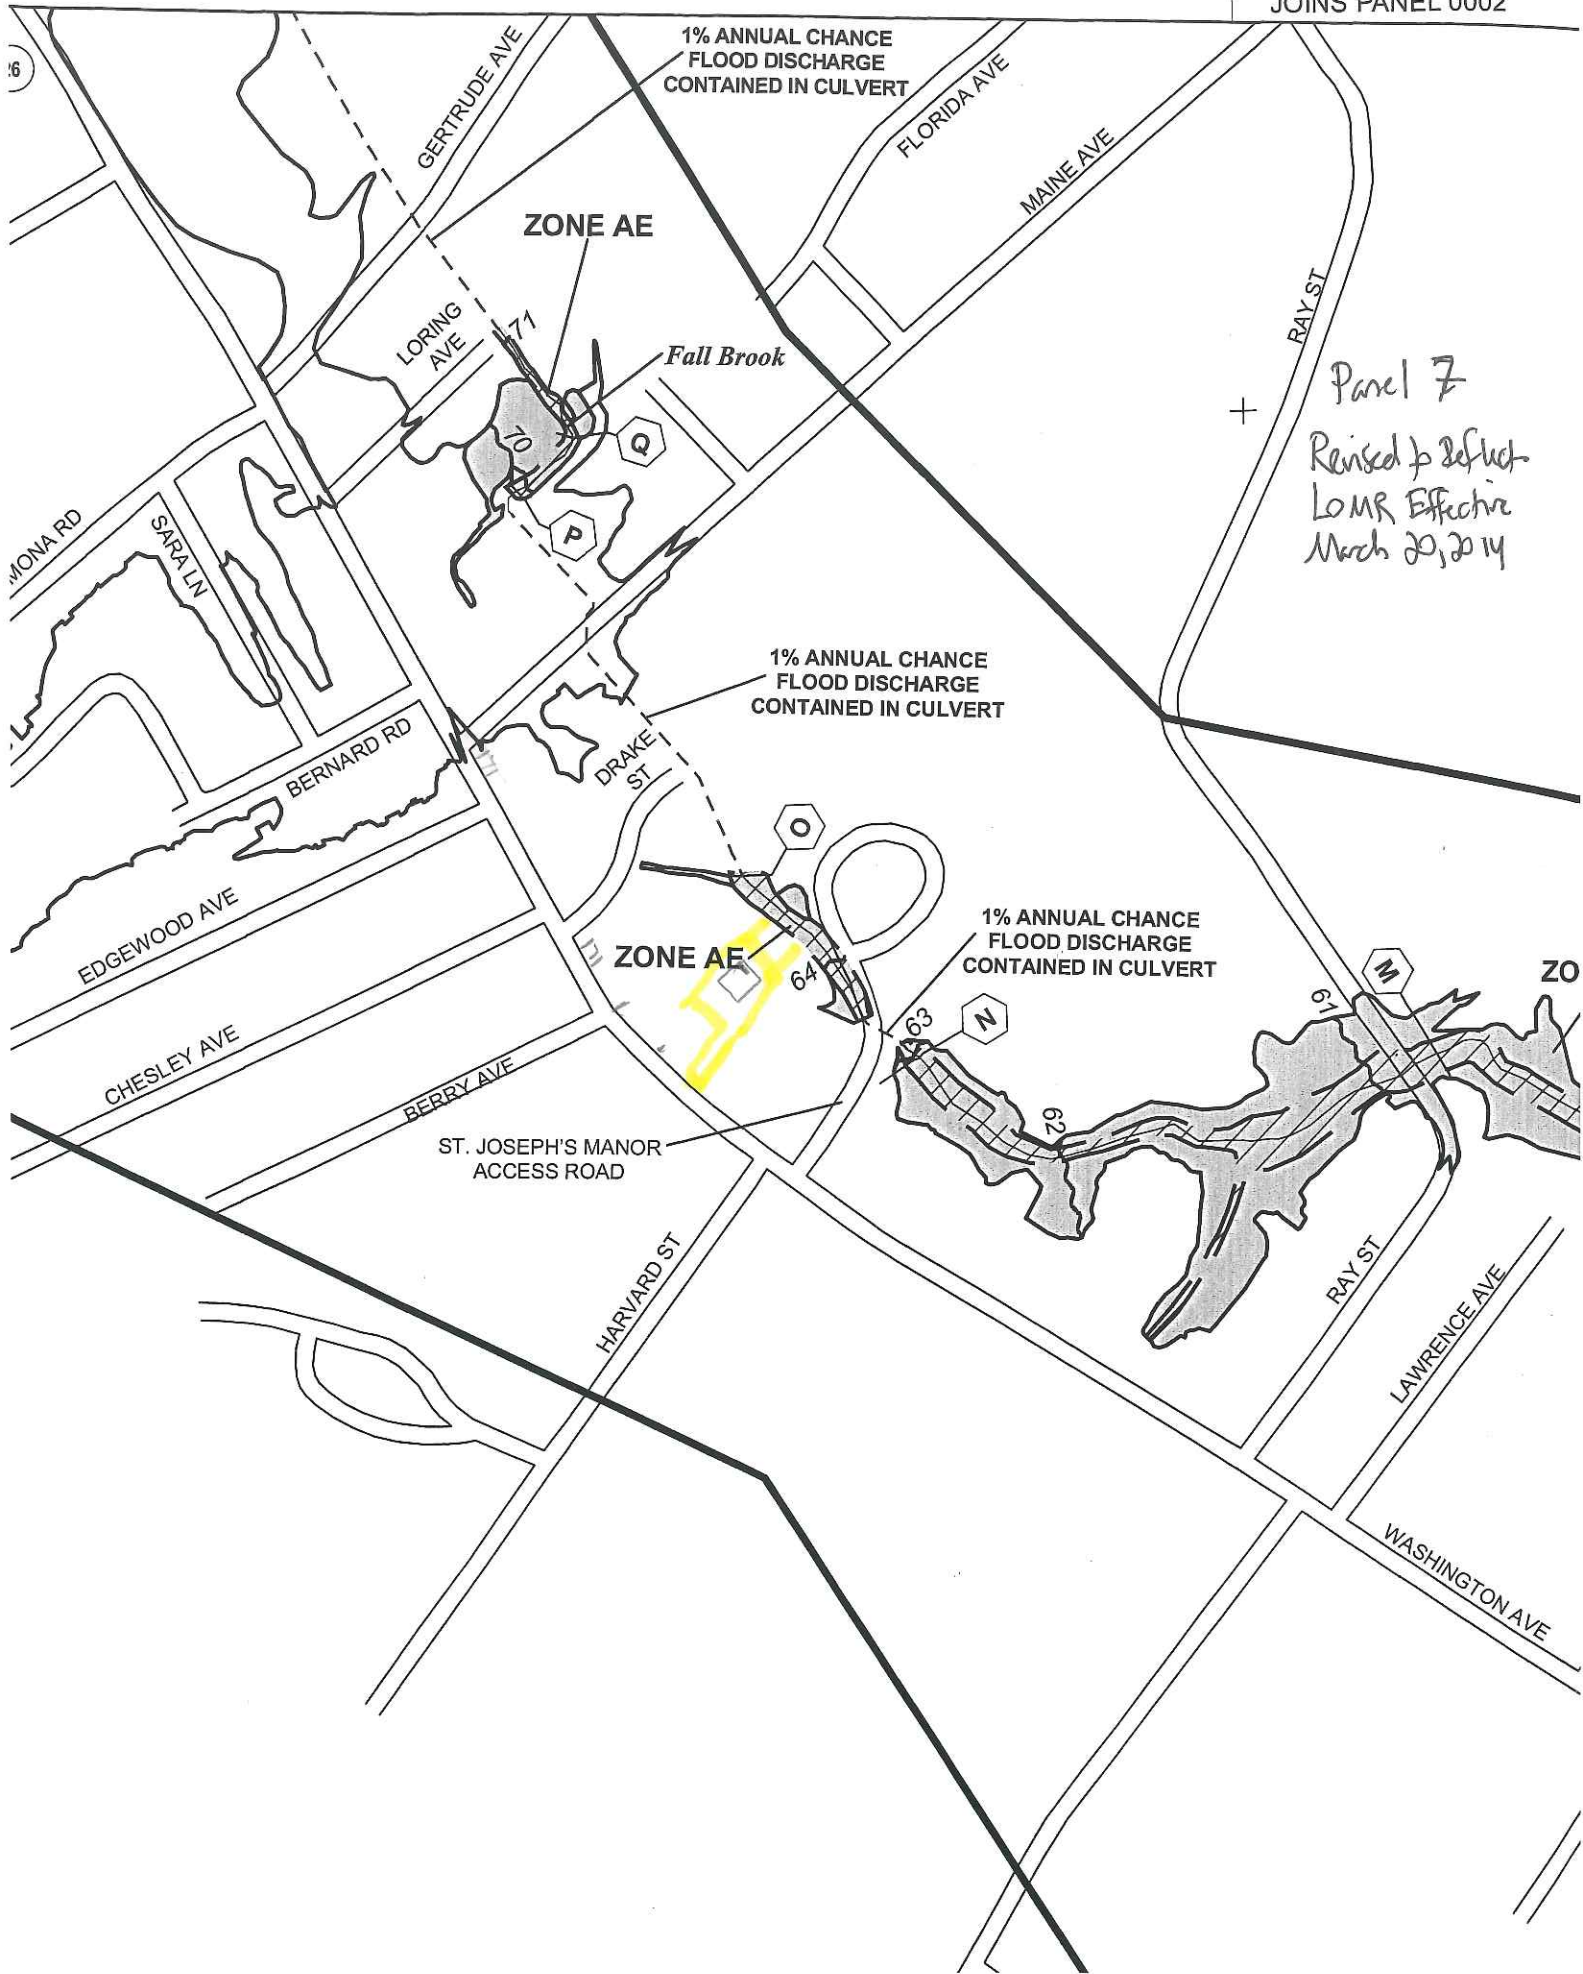 JOINS PANEL 0002
26
1% ANNUAL CHANCE
FLOOD DISCHARGE
CONTAINED IN CULVERT
GERTRUDE AVE
FLORIDA AVE
MAINE AVE
ZONE AE
RAY ST
LORING
AVE
71
Fall Brook
Panel 7
Revised to Reflect
LOMR Effective
March 20, 2014
70
Q
P
MONA RD
SARA LN
1% ANNUAL CHANCE
FLOOD DISCHARGE
CONTAINED IN CULVERT
BERNARD RD
DRAKE
ST
171
O
EDGEWOOD AVE
171
ZONE AE
64
1% ANNUAL CHANCE
FLOOD DISCHARGE
CONTAINED IN CULVERT
63
N
61
M
ZO
CHESLEY AVE
BERRY AVE
62
ST. JOSEPH'S MANOR
ACCESS ROAD
HARVARD ST
RAY ST
LAWRENCE AVE
WASHINGTON AVE